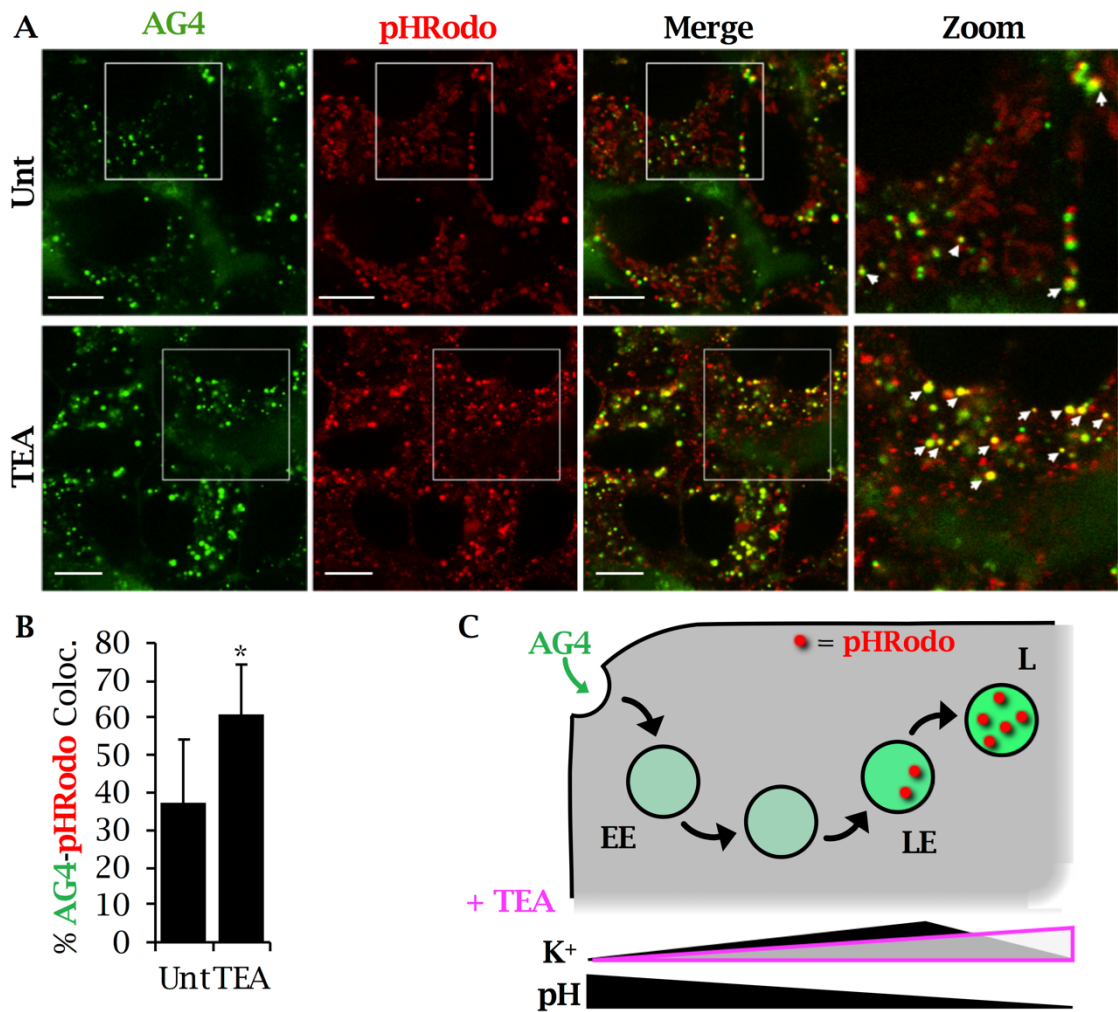 A
AG4 pHRodo Merge Zoom
Unt
TEA
B
% AG4-pHRodo Coloc.
80
70
60
50
40
30
20
10
0
*
Unt TEA
C
AG4
= pHRodo
L
EE
LE
+ TEA
K+
pH